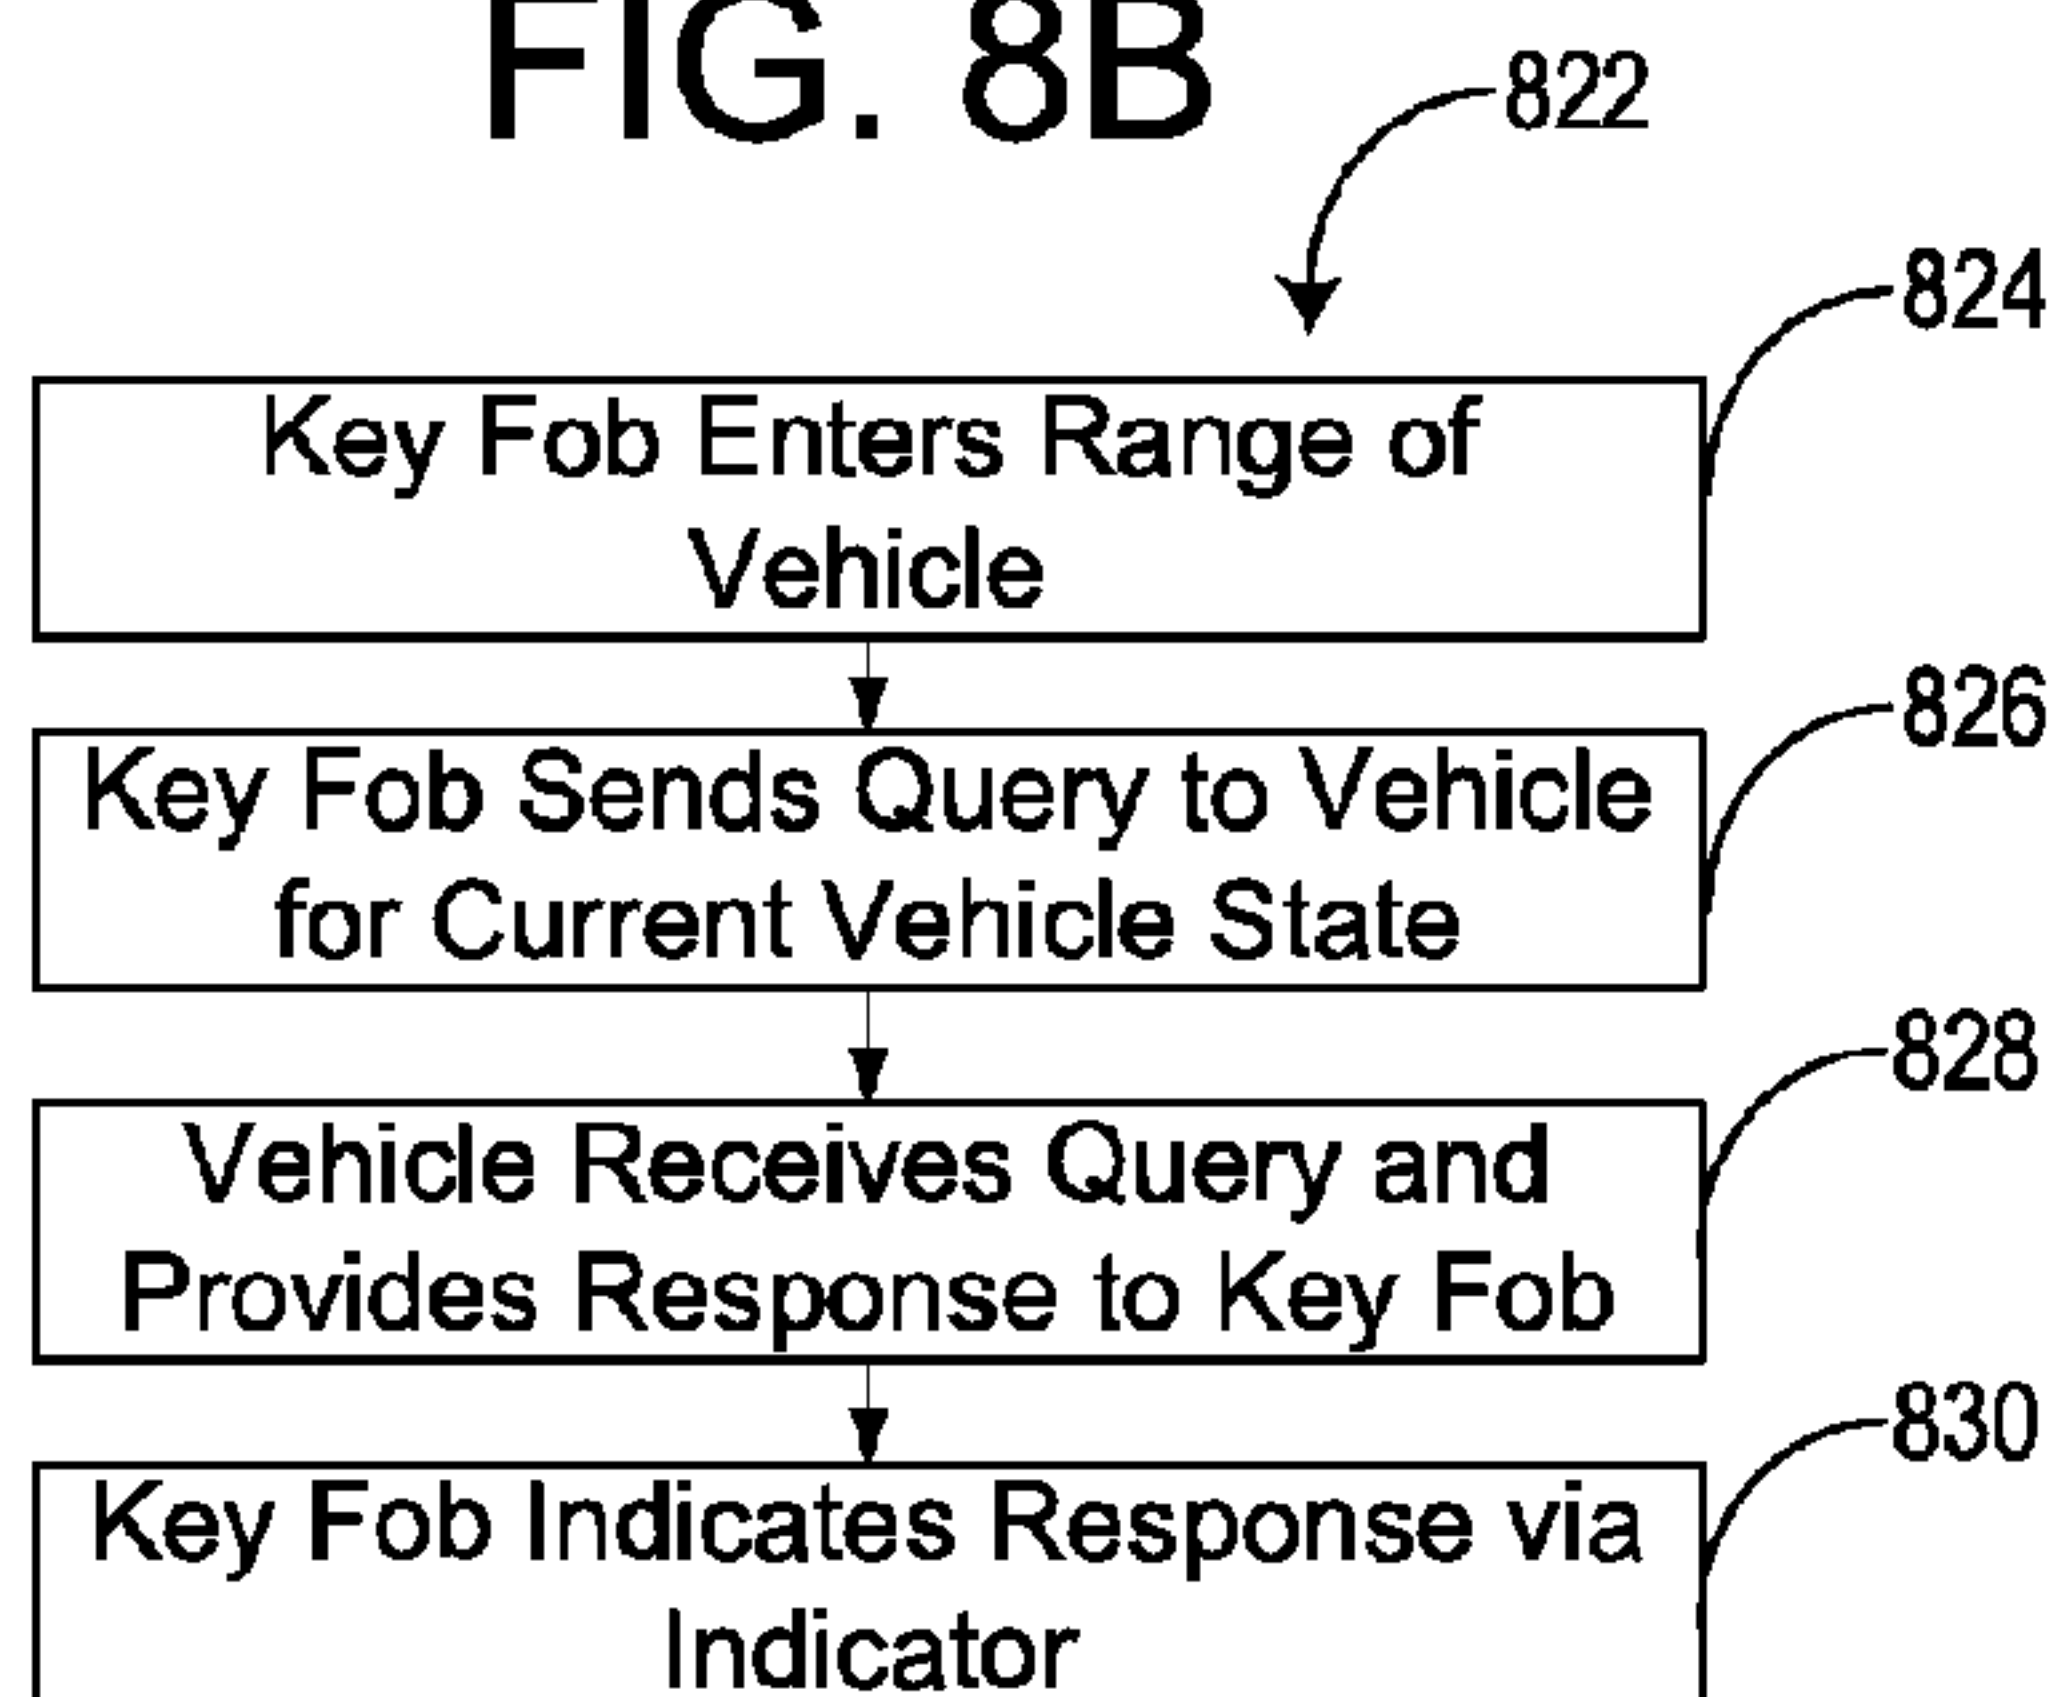 FIG. 8B
822
824
Key Fob Enters Range of
Vehicle
826
Key Fob Sends Query to Vehicle
for Current Vehicle State
828
Vehicle Receives Query and
Provides Response to Key Fob
830
Key Fob Indicates Response via
Indicator